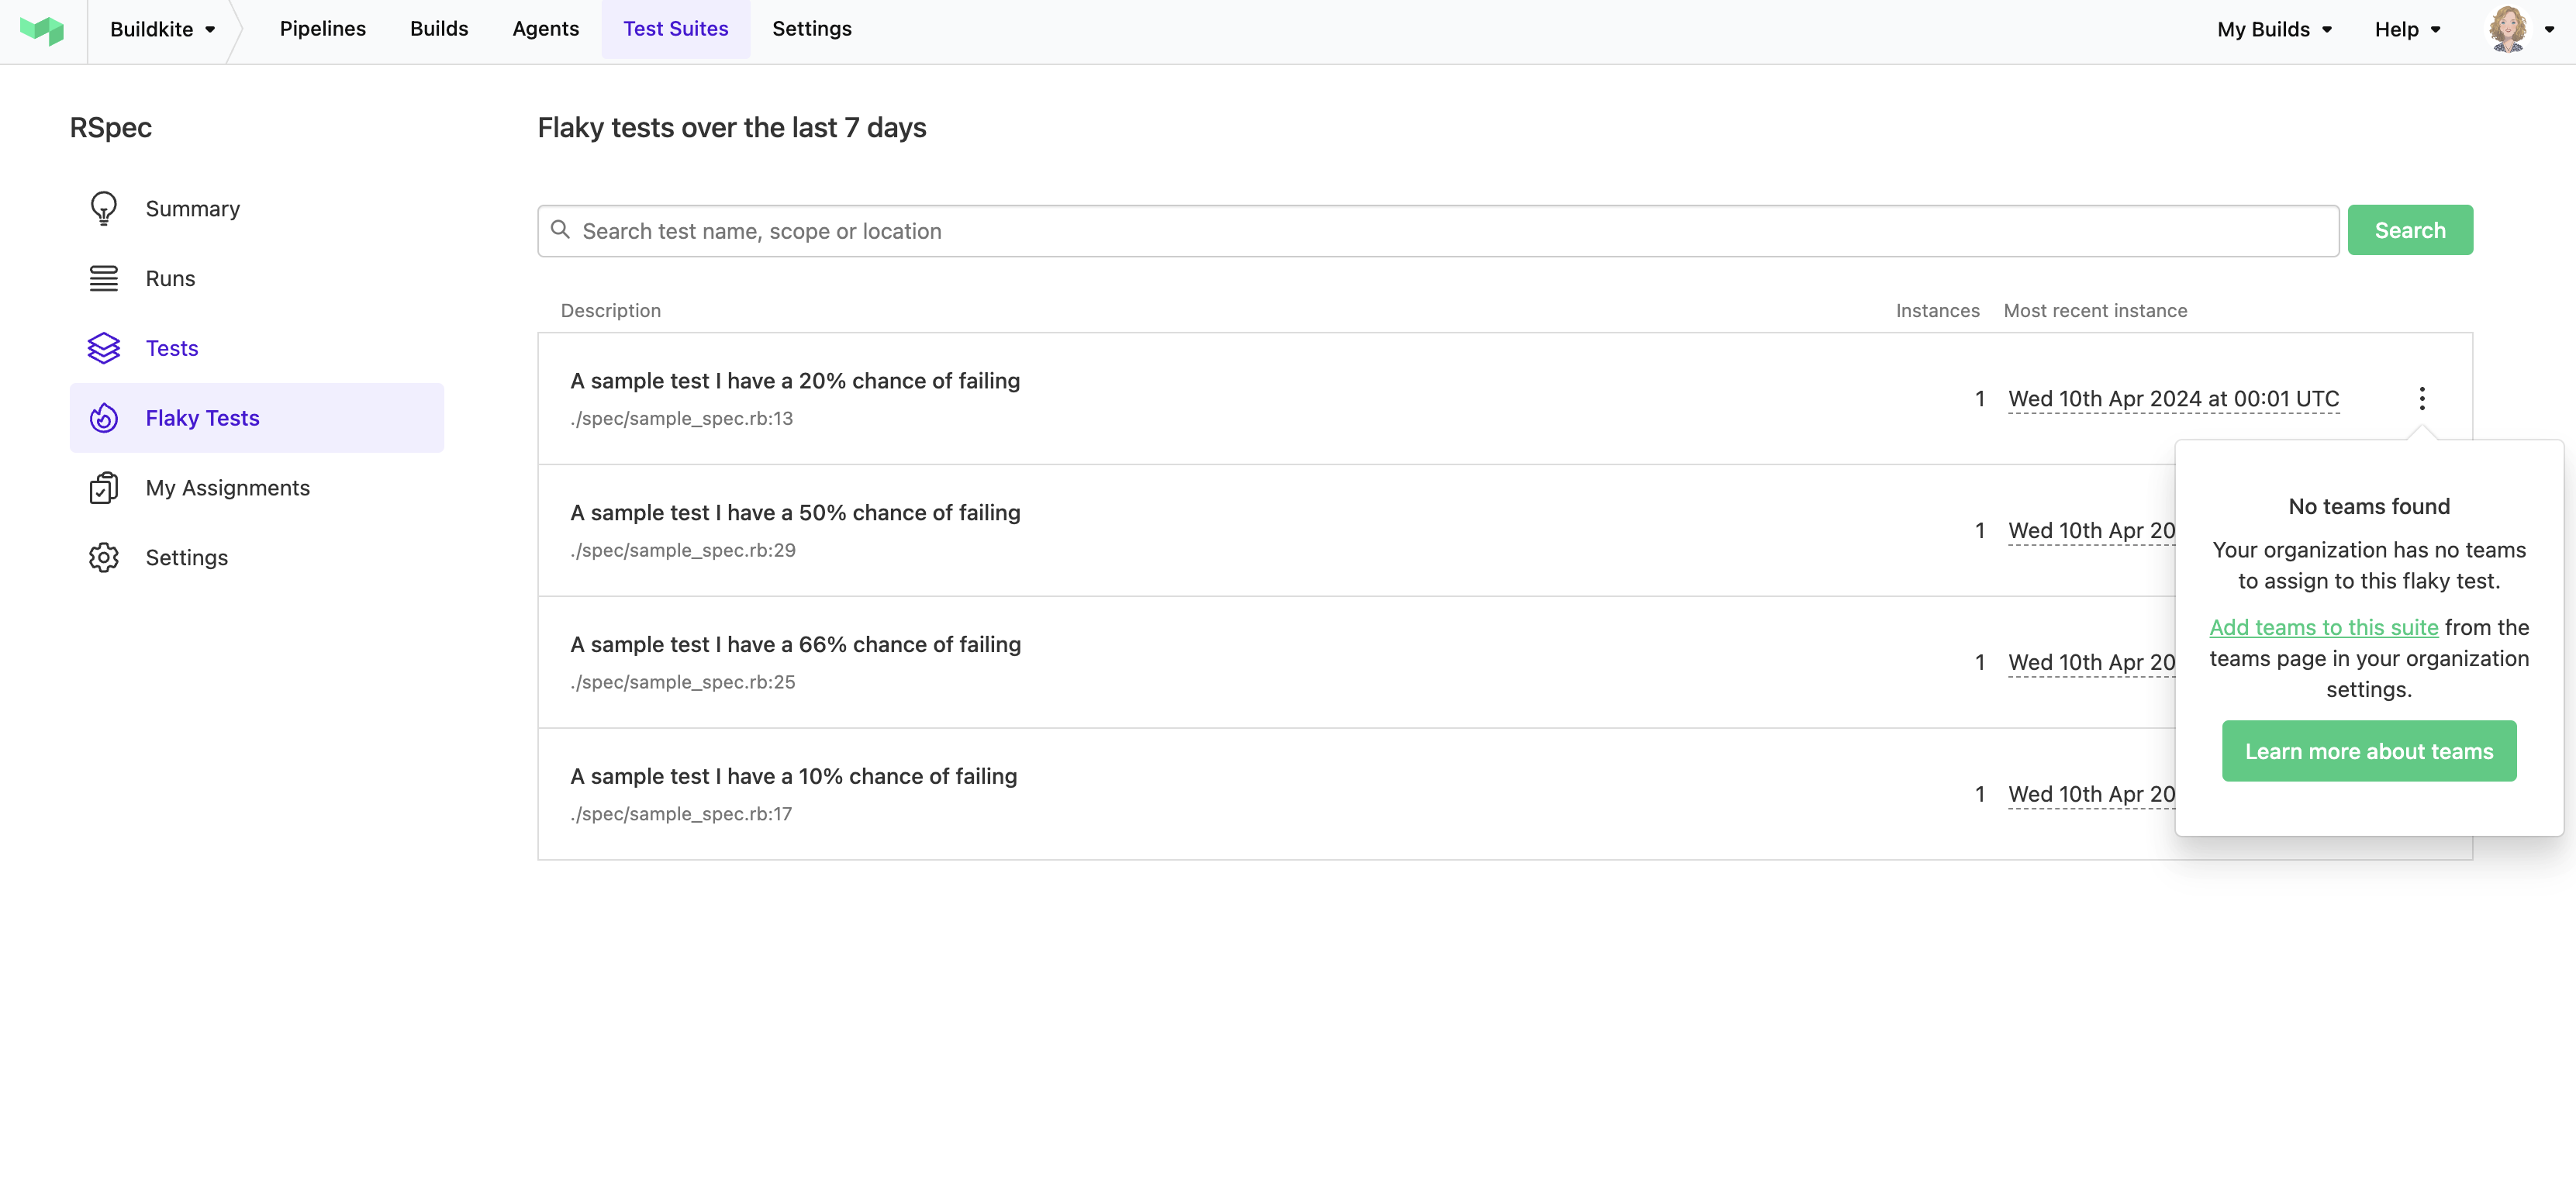 Buildkite
Pipelines
Builds
Agents
Test Suites
Settings
My Builds
Help
RSpec
Summary
Runs
Tests
Flaky Tests
My Assignments
Settings
Flaky tests over the last 7 days
Search test name, scope or location
Search
Description
Instances
Most recent instance
A sample test I have a 20% chance of failing
./spec/sample_spec.rb:13
1
Wed 10th Apr 2024 at 00:01 UTC
A sample test I have a 50% chance of failing
./spec/sample_spec.rb:29
1
Wed 10th Apr 20
A sample test I have a 66% chance of failing
./spec/sample_spec.rb:25
1
Wed 10th Apr 20
A sample test I have a 10% chance of failing
./spec/sample_spec.rb:17
1
Wed 10th Apr 20
No teams found
Your organization has no teams
to assign to this flaky test.
Add teams to this suite from the
teams page in your organization
settings.
Learn more about teams